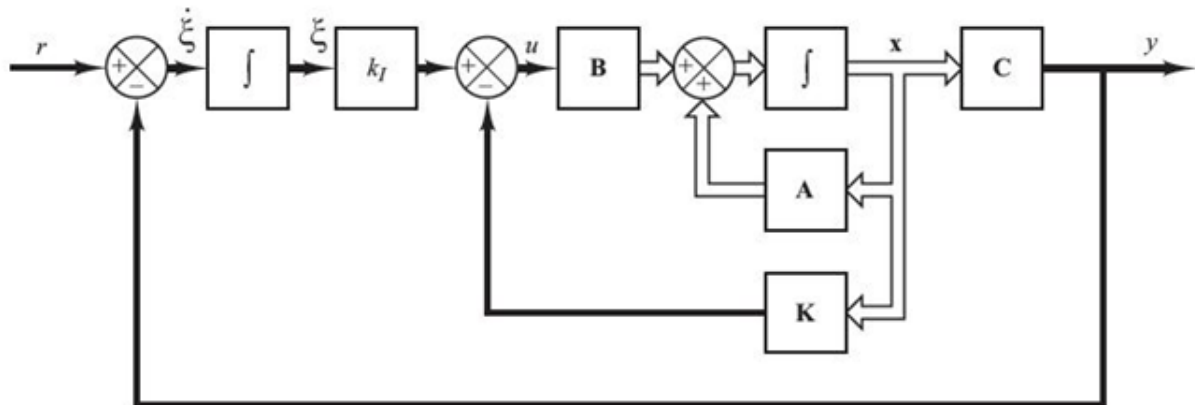 r + − ξ̇ ∫ ξ k_I + − u B + + ∫ x C y
A
K